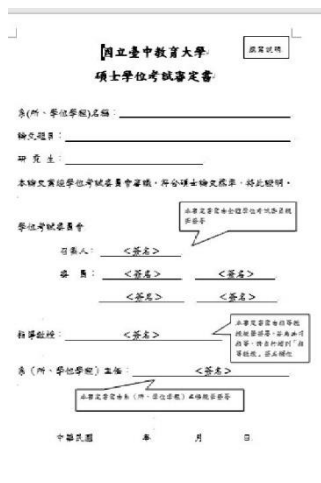 國立臺中教育大學
填寫說明
碩士學位考試審定書
系(所、學位學程)名稱：
論文題目：
研 究 生：
本論文業經學位考試委員會審議，符合碩士論文標準，特此證明。
本審定書需由全體學位考試委員親筆簽署
學位考試委員會
召集人： <簽名>
委 員： <簽名> <簽名>
<簽名> <簽名>
指導教授： <簽名>
系（所、學位學程）主任： <簽名>
本審定書需由系（所、學位學程）主任親筆簽署
中華民國 年 月 日